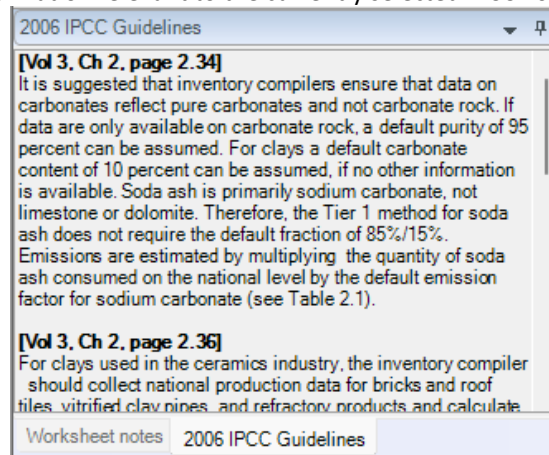 2006 IPCC Guidelines
[Vol 3, Ch 2, page 2.34]
It is suggested that inventory compilers ensure that data on
carbonates reflect pure carbonates and not carbonate rock. If
data are only available on carbonate rock, a default purity of 95
percent can be assumed. For clays a default carbonate
content of 10 percent can be assumed, if no other information
is available. Soda ash is primarily sodium carbonate, not
limestone or dolomite. Therefore, the Tier 1 method for soda
ash does not require the default fraction of 85%/15%.
Emissions are estimated by multiplying the quantity of soda
ash consumed on the national level by the default emission
factor for sodium carbonate (see Table 2.1).
[Vol 3, Ch 2, page 2.36]
For clays used in the ceramics industry, the inventory compiler
should collect national production data for bricks and roof
tiles, vitrified clay pipes, and refractory products and calculate
Worksheet notes 2006 IPCC Guidelines